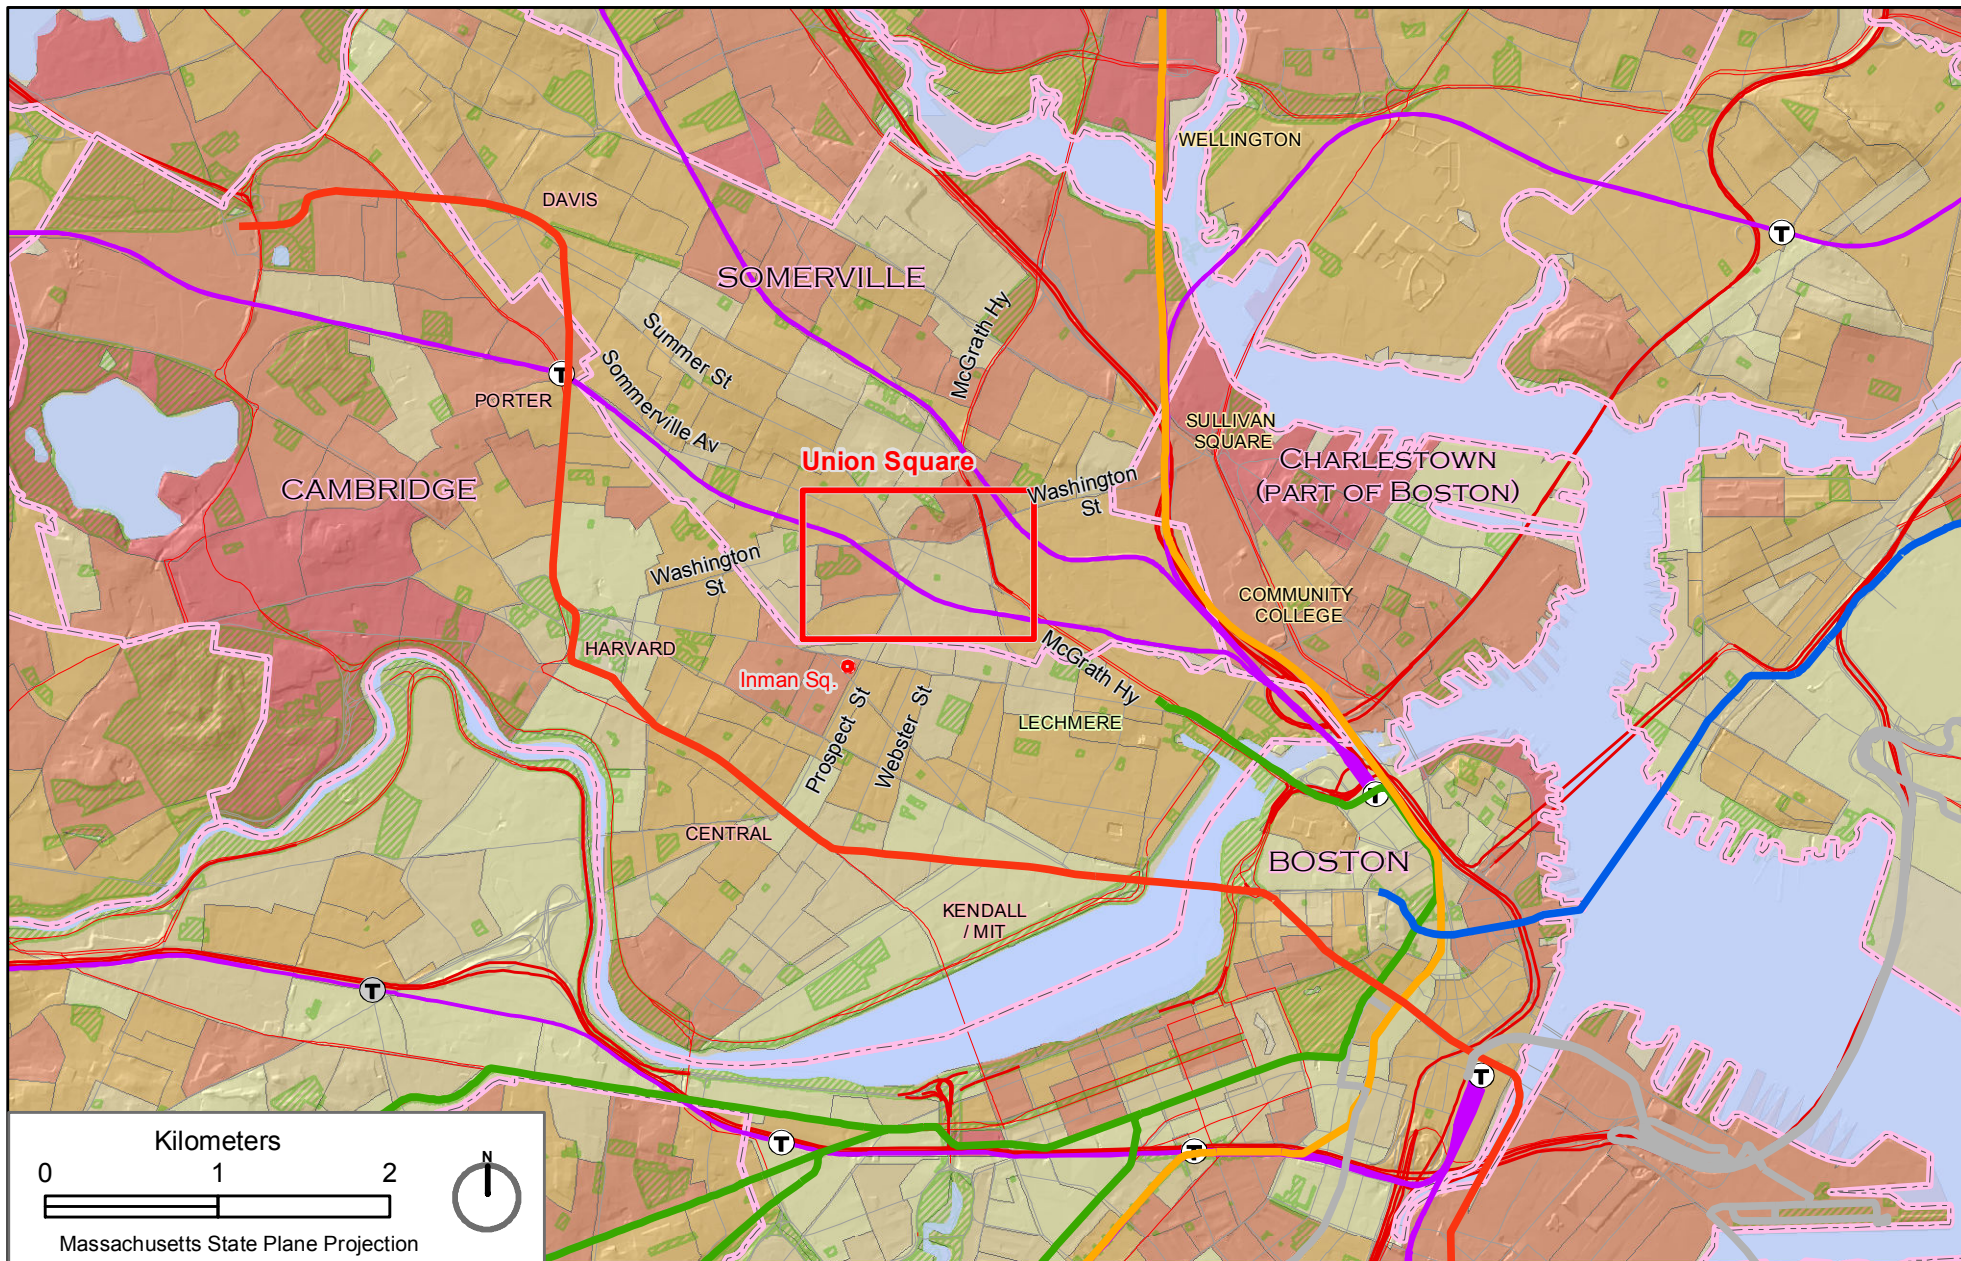 WELLINGTON
DAVIS
T
SOMERVILLE
McGrath Hy
Summer St
Sommerville Av
T
PORTER
SULLIVAN
SQUARE
Union Square
CHARLESTOWN
(PART OF BOSTON)
CAMBRIDGE
Washington
St
Washington
St
COMMUNITY
COLLEGE
HARVARD
McGrath Hy
Inman Sq.
Prospect St
Webster St
LECHMERE
T
CENTRAL
BOSTON
KENDALL
/ MIT
T
T
T
T
Kilometers
0 1 2
N
Massachusetts State Plane Projection